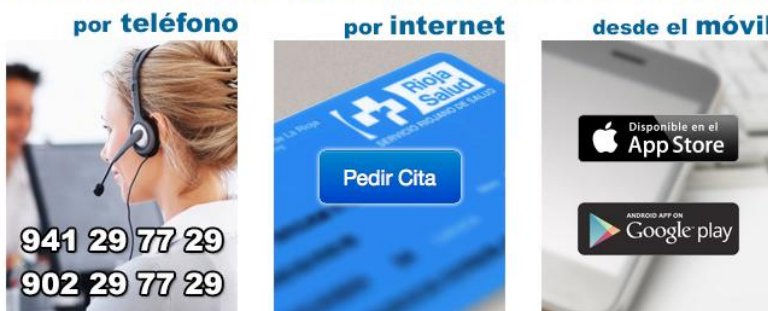 por teléfono
941 29 77 29
902 29 77 29
por internet
Rioja
Salud
SERVICIO RIOJANO DE SALUD
Pedir Cita
desde el móvil
Disponible en el
App Store
ANDROID APP ON
Google play